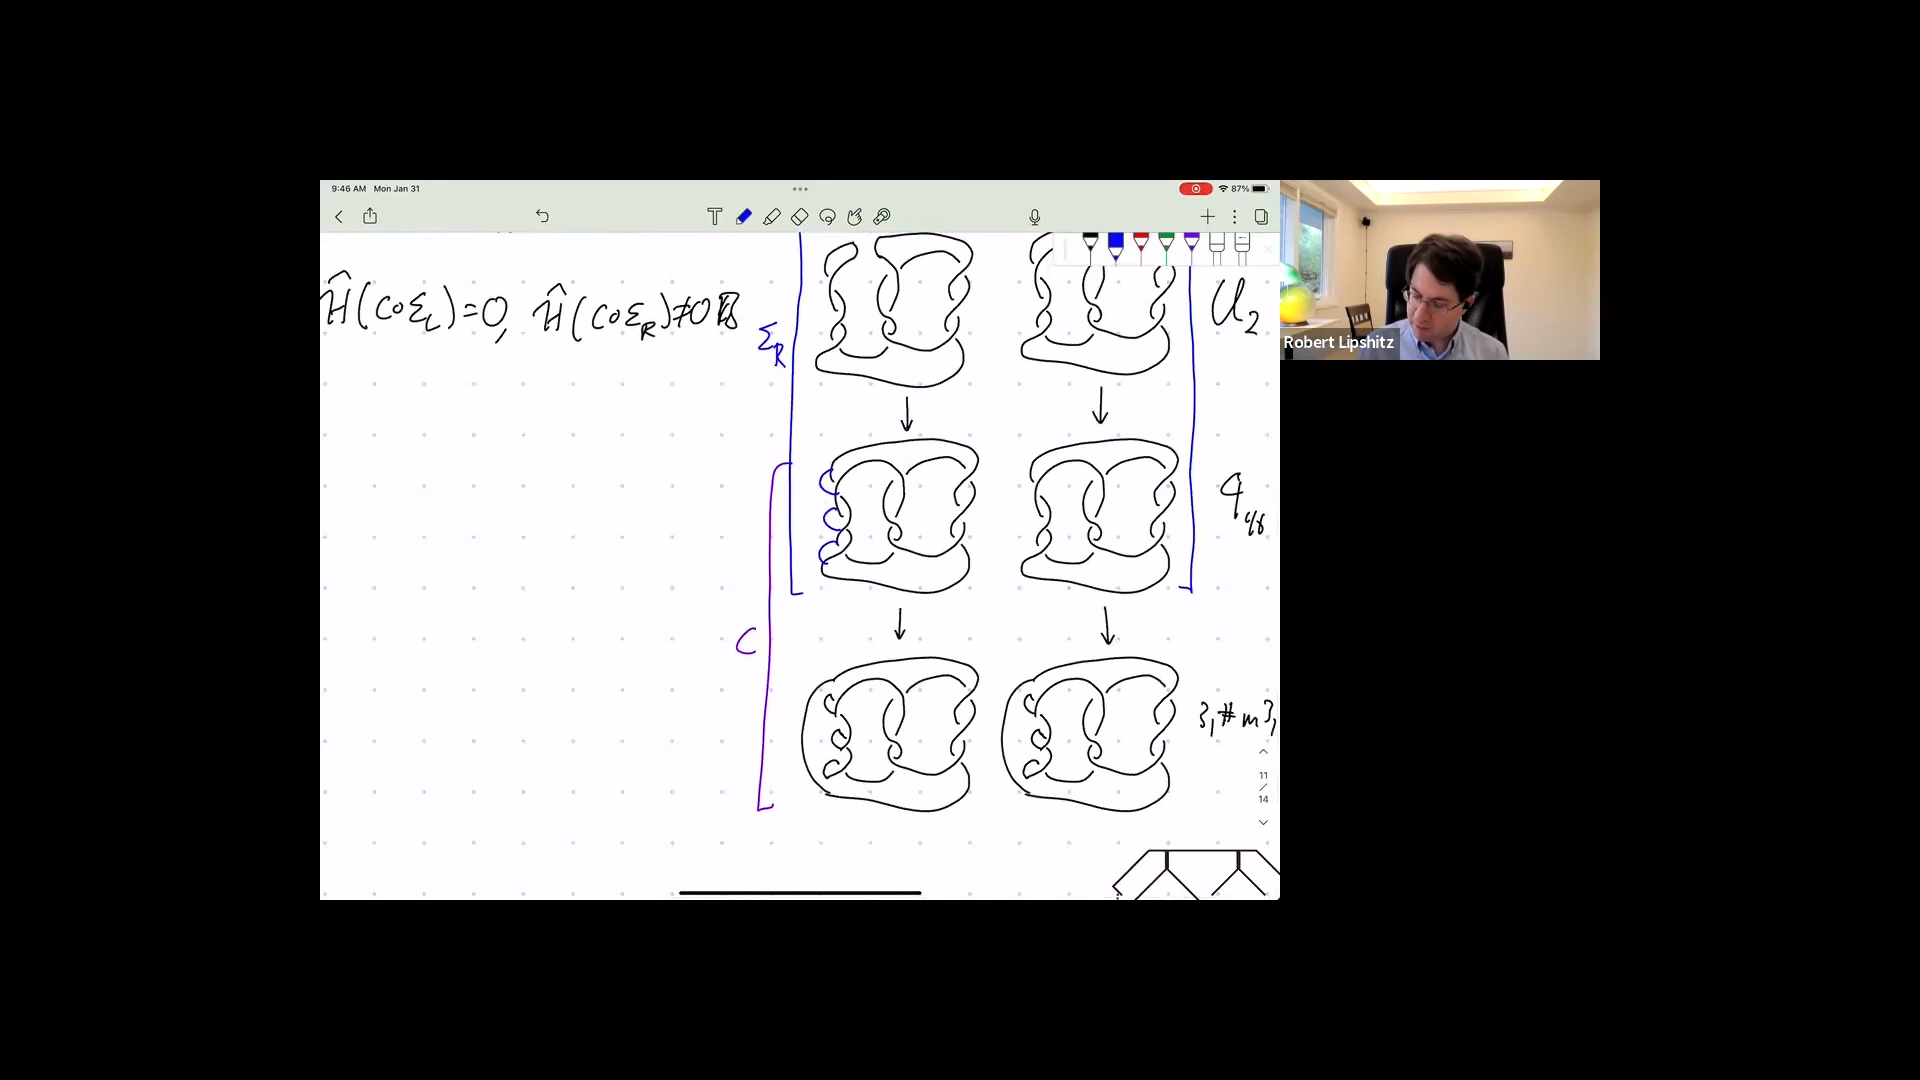 9:46 AM Mon Jan 31
87%
Ĥ(C∘Σ_L)=0, Ĥ(C∘Σ_R)≠0
Σ_R
U_2
9_46
C
3_1 # m3_1
11
/
14
Robert Lipshitz